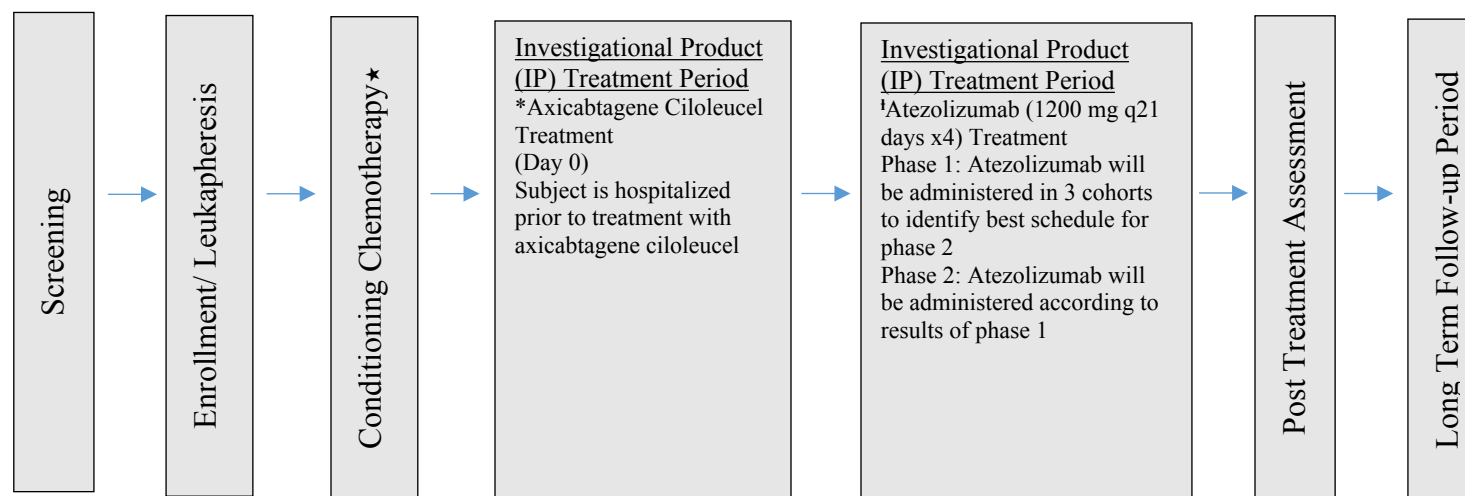 Screening
Enrollment/ Leukapheresis
Conditioning Chemotherapy★
Investigational Product
(IP) Treatment Period
*Axicabtagene Ciloleucel
Treatment
(Day 0)
Subject is hospitalized
prior to treatment with
axicabtagene ciloleucel
Investigational Product
(IP) Treatment Period
ƚAtezolizumab (1200 mg q21
days x4) Treatment
Phase 1: Atezolizumab will
be administered in 3 cohorts
to identify best schedule for
phase 2
Phase 2: Atezolizumab will
be administered according to
results of phase 1
Post Treatment Assessment
Long Term Follow-up Period